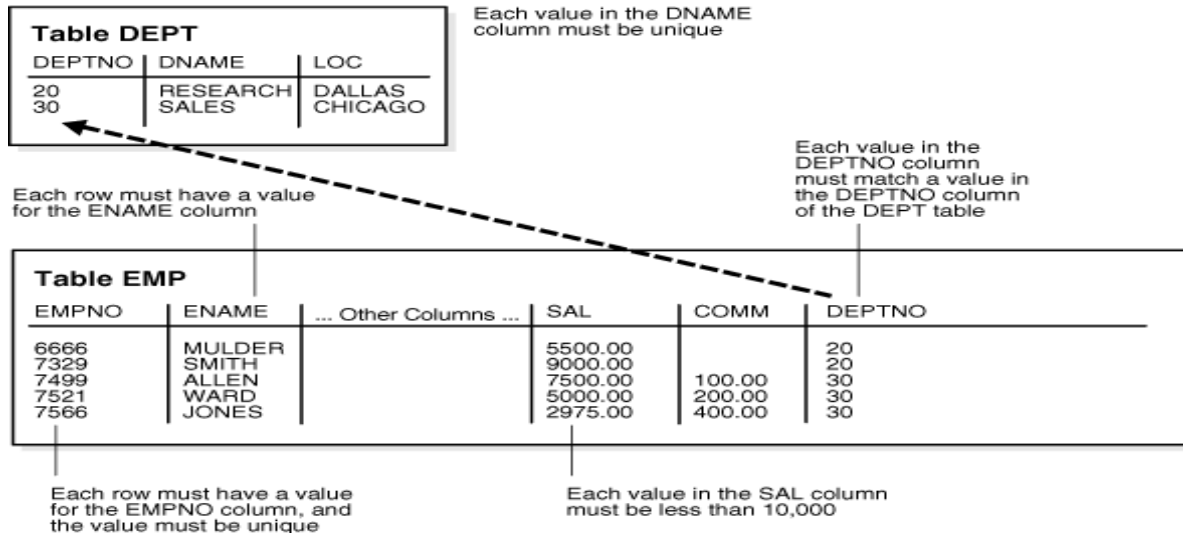 Each value in the DNAME
column must be unique
Table DEPT
DEPTNO DNAME LOC
20 RESEARCH DALLAS
30 SALES CHICAGO
Each value in the
DEPTNO column
must match a value in
the DEPTNO column
of the DEPT table
Each row must have a value
for the ENAME column
Table EMP
EMPNO ENAME ... Other Columns ... SAL COMM DEPTNO
6666 MULDER 5500.00 20
7329 SMITH 9000.00 20
7499 ALLEN 7500.00 100.00 30
7521 WARD 5000.00 200.00 30
7566 JONES 2975.00 400.00 30
Each row must have a value
for the EMPNO column, and
the value must be unique
Each value in the SAL column
must be less than 10,000